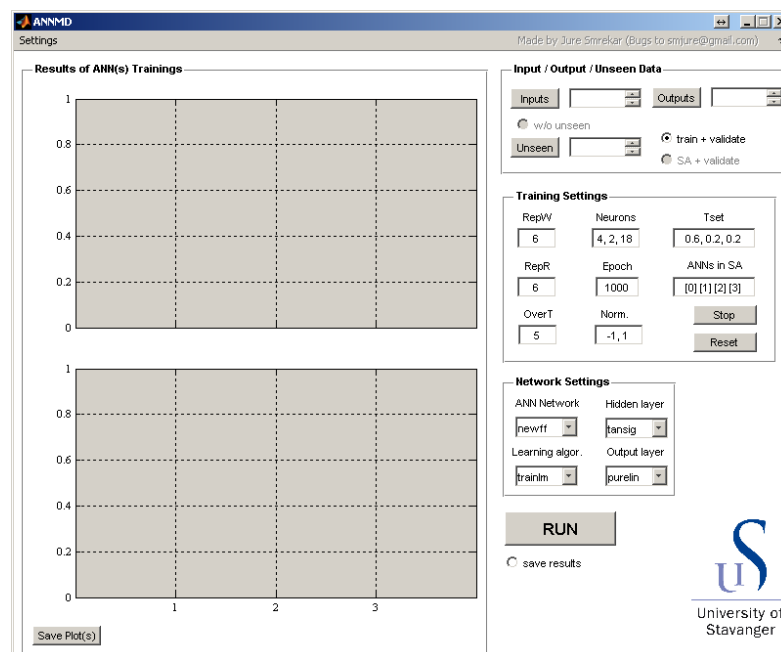 ANNMD
Settings
Made by Jure Smrekar (Bugs to smjure@gmail.com)
Results of ANN(s) Trainings
1
0.8
0.6
0.4
0.2
0
1
0.8
0.6
0.4
0.2
0
1 2 3
Save Plot(s)
Input / Output / Unseen Data
Inputs Outputs
w/o unseen
Unseen
train + validate
SA + validate
Training Settings
RepW Neurons Tset
6 4, 2, 18 0.6, 0.2, 0.2
RepR Epoch ANNs in SA
6 1000 [0] [1] [2] [3]
OverT Norm. Stop
5 -1, 1 Reset
Network Settings
ANN Network Hidden layer
newff tansig
Learning algor. Output layer
trainlm purelin
RUN
save results
US
University of
Stavanger